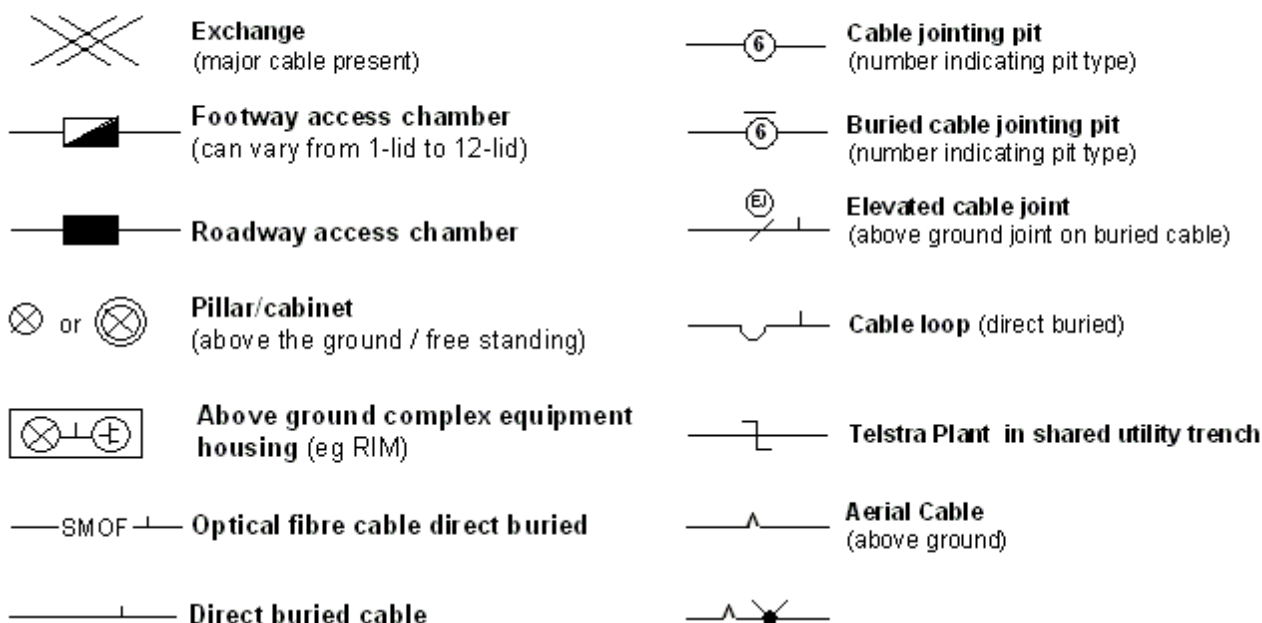 Exchange
(major cable present)
Footway access chamber
(can vary from 1-lid to 12-lid)
Roadway access chamber
or
Pillar/cabinet
(above the ground / free standing)
E
Above ground complex equipment
housing (eg RIM)
SMOF
Optical fibre cable direct buried
Direct buried cable
6
Cable jointing pit
(number indicating pit type)
6
Buried cable jointing pit
(number indicating pit type)
EJ
Elevated cable joint
(above ground joint on buried cable)
Cable loop (direct buried)
Telstra Plant in shared utility trench
Aerial Cable
(above ground)